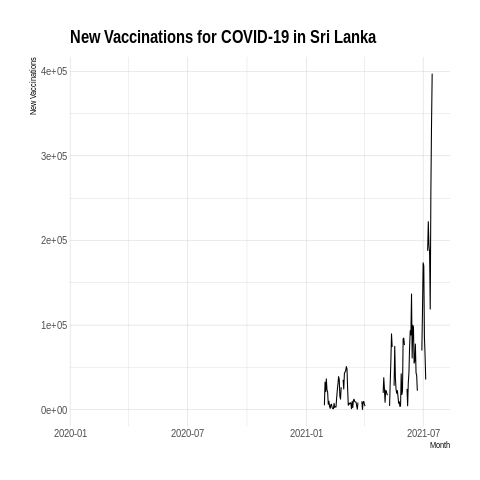 New Vaccinations for COVID-19 in Sri Lanka
New Vaccinations
4e+05
3e+05
2e+05
1e+05
0e+00
2020-01 2020-07 2021-01 2021-07
Month